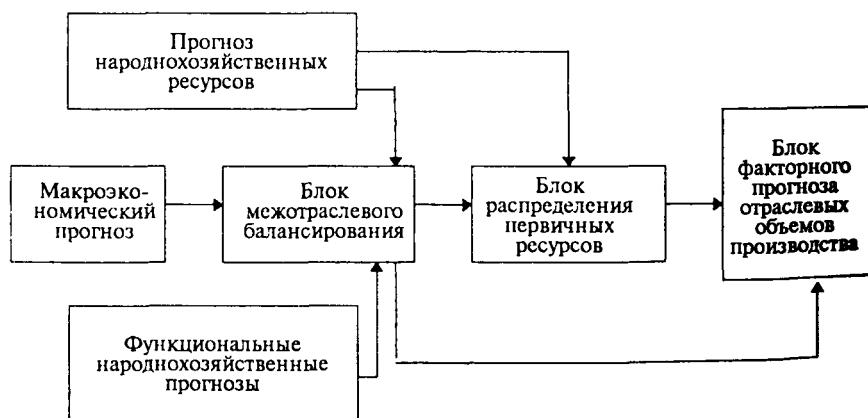 Прогноз
народнохозяйственных
ресурсов
Макроэко-
номический
прогноз
Блок
межотраслевого
балансирования
Блок
распределения
первичных
ресурсов
Блок
факторного
прогноза
отраслевых
объемов
производства
Функциональные
народнохозяйственные
прогнозы